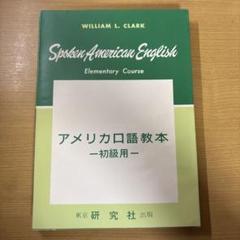 WILLIAM L. CLARK
Spoken American English
Elementary Course
アメリカ口語教本
ー初級用ー
東京 研究社 出版